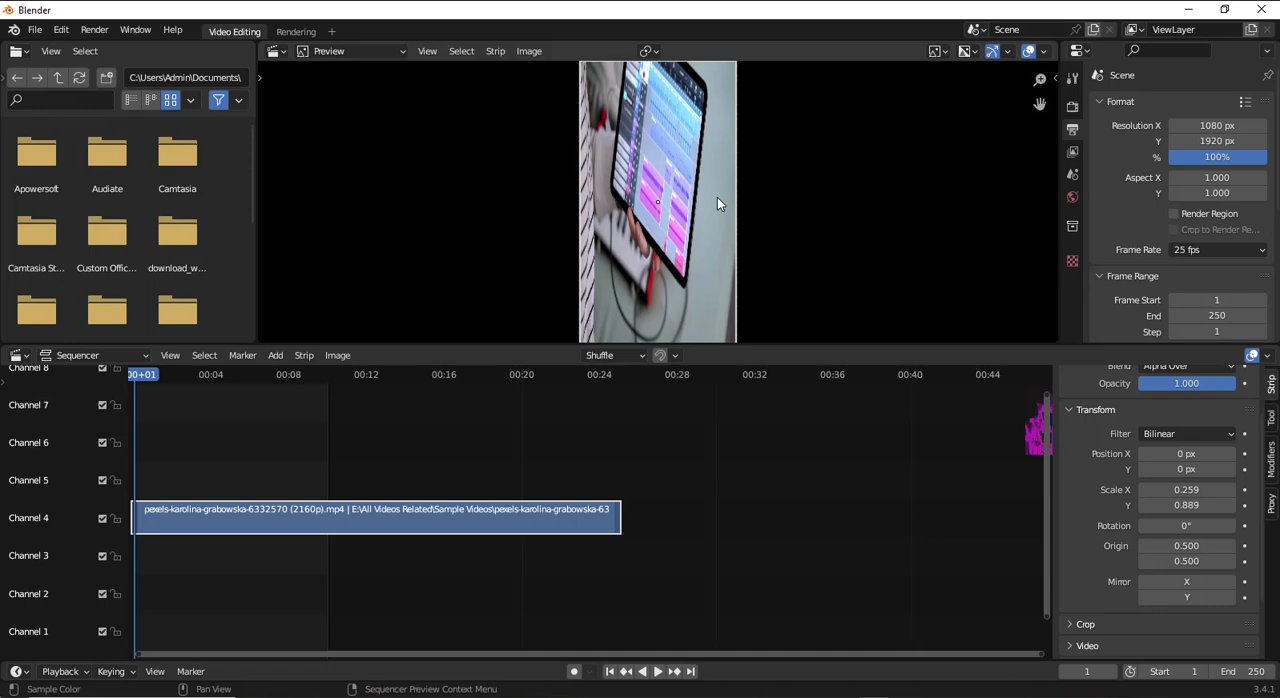 Blender
File Edit Render Window Help Video Editing Rendering + Scene ViewLayer
View Select Preview View Select Strip Image
C:\Users\Admin\Documents\
Scene
Format
Resolution X 1080 px
Y 1920 px
% 100%
Aspect X 1.000
Y 1.000
Render Region
Crop to Render Re...
Frame Rate 25 fps
Frame Range
Frame Start 1
End 250
Step 1
Apowersoft Audiate Camtasia
Camtasia St... Custom Offic... download_w...
Sequencer View Select Marker Add Strip Image Shuffle
00+01 00:04 00:08 00:12 00:16 00:20 00:24 00:28 00:32 00:36 00:40 00:44
Channel 8
Channel 7
Channel 6
Channel 5
Channel 4
Channel 3
Channel 2
Channel 1
pexels-karolina-grabowska-6332570 (2160p).mp4 | E:\All Videos Related\Sample Videos\pexels-karolina-grabowska-63
Blend Alpha Over
Opacity 1.000
Transform
Filter Bilinear
Position X 0 px
Y 0 px
Scale X 0.259
Y 0.889
Rotation 0°
Origin 0.500
0.500
Mirror X
Y
Crop
Video
Strip
Tool
Modifiers
Proxy
Playback Keying View Marker 1 Start 1 End 250
Sample Color Pan View Sequencer Preview Context Menu 3.4.1